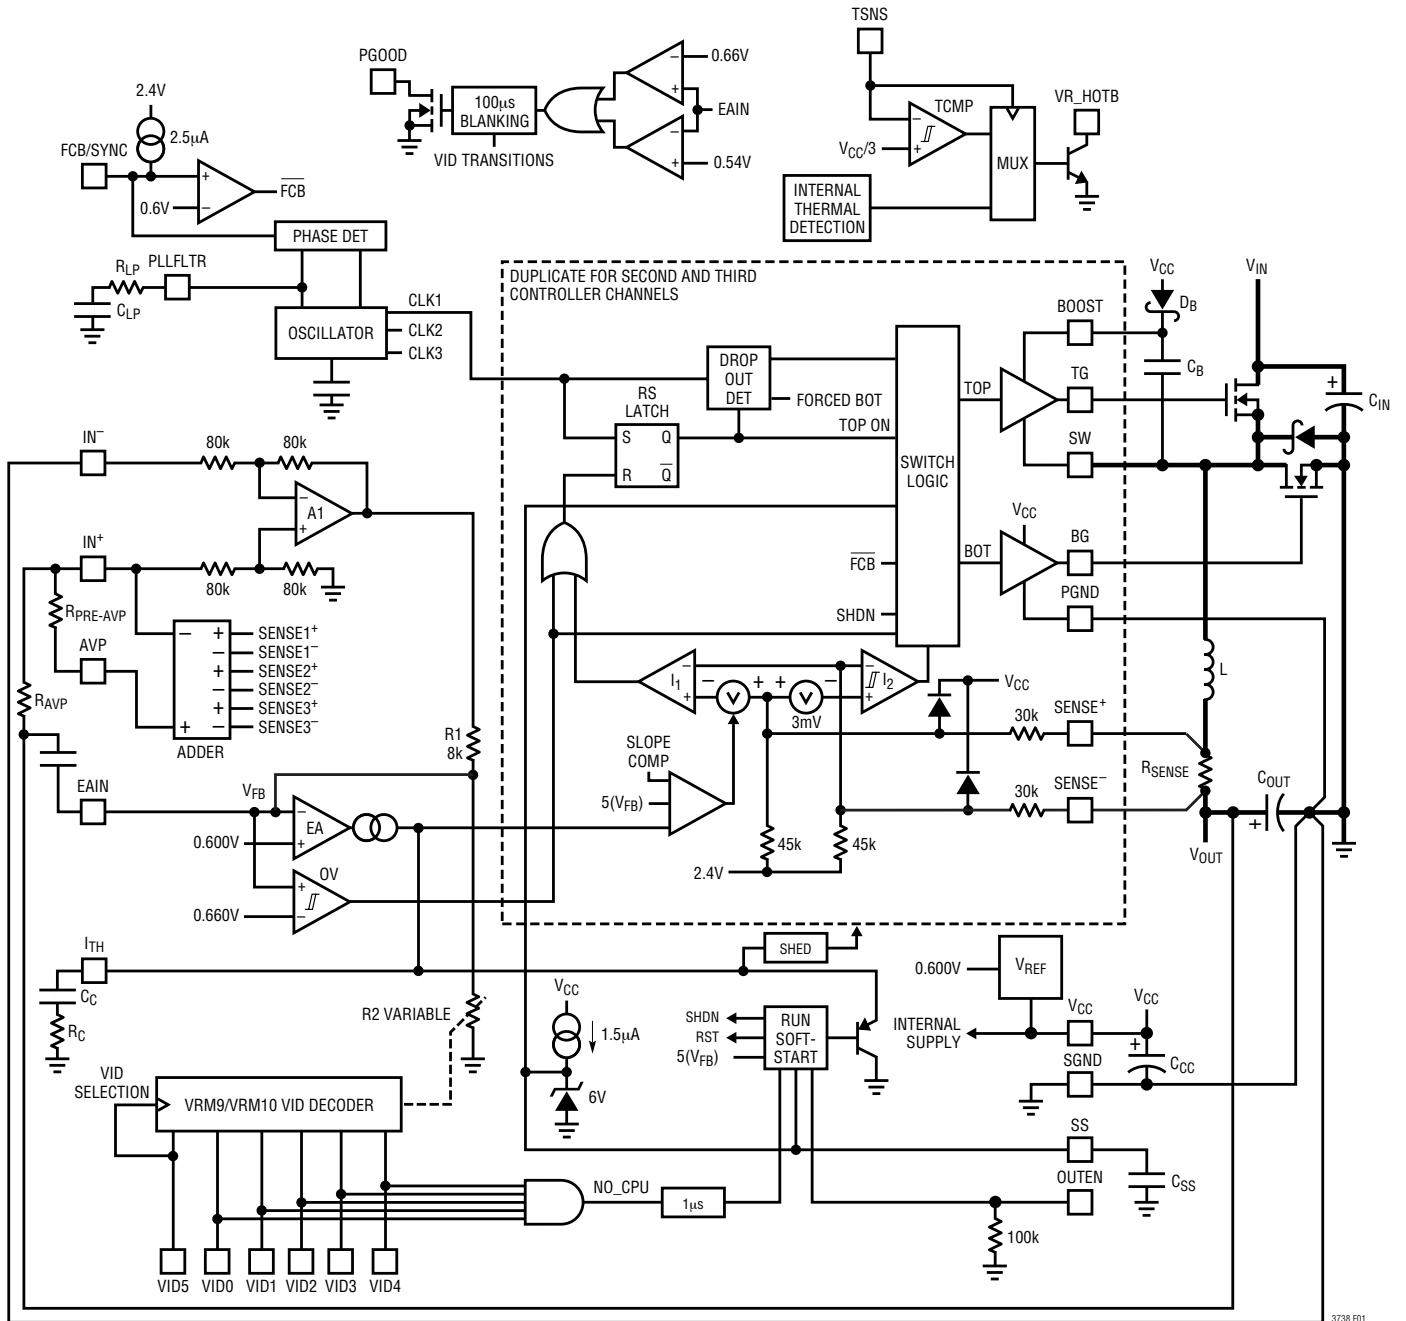 TSNS
PGOOD
0.66V
–
+
EAIN
–
+
0.54V
100µs
BLANKING
VID TRANSITIONS
TCMP
–
+
VCC/3
MUX
VR_HOTB
INTERNAL
THERMAL
DETECTION
2.4V
2.5µA
FCB/SYNC
+
–
FCB
0.6V
PHASE DET
RLP
PLLFLTR
CLP
OSCILLATOR
CLK1
CLK2
CLK3
DUPLICATE FOR SECOND AND THIRD
CONTROLLER CHANNELS
VCC
VIN
BOOST
DB
DROP
OUT
DET
FORCED BOT
RS
LATCH
S
Q
R
Q
TOP ON
SWITCH
LOGIC
TOP
TG
CB
+
CIN
SW
IN–
80k
80k
–
A1
+
IN+
80k
80k
VCC
BOT
BG
PGND
FCB
SHDN
RPRE-AVP
AVP
–
+
+
SENSE1+
–
SENSE1–
+
SENSE2+
–
SENSE2–
+
SENSE3+
–
SENSE3–
ADDER
RAVP
–
I1
+
–
V
+
+
V
–
3mV
–
I2
+
VCC
L
30k
SENSE+
RSENSE
30k
SENSE–
COUT
+
VOUT
R1
8k
SLOPE
COMP
5(VFB)
45k
45k
2.4V
EAIN
VFB
–
EA
+
0.600V
OV
+
–
0.660V
ITH
CC
RC
SHED
0.600V
VREF
R2 VARIABLE
VCC
1.5µA
6V
SHDN
RST
5(VFB)
RUN
SOFT-
START
INTERNAL
SUPPLY
VCC
VCC
+
CCC
SGND
VID
SELECTION
VRM9/VRM10 VID DECODER
SS
CSS
OUTEN
NO_CPU
1µs
100k
VID5
VID0
VID1
VID2
VID3
VID4
3738 F01